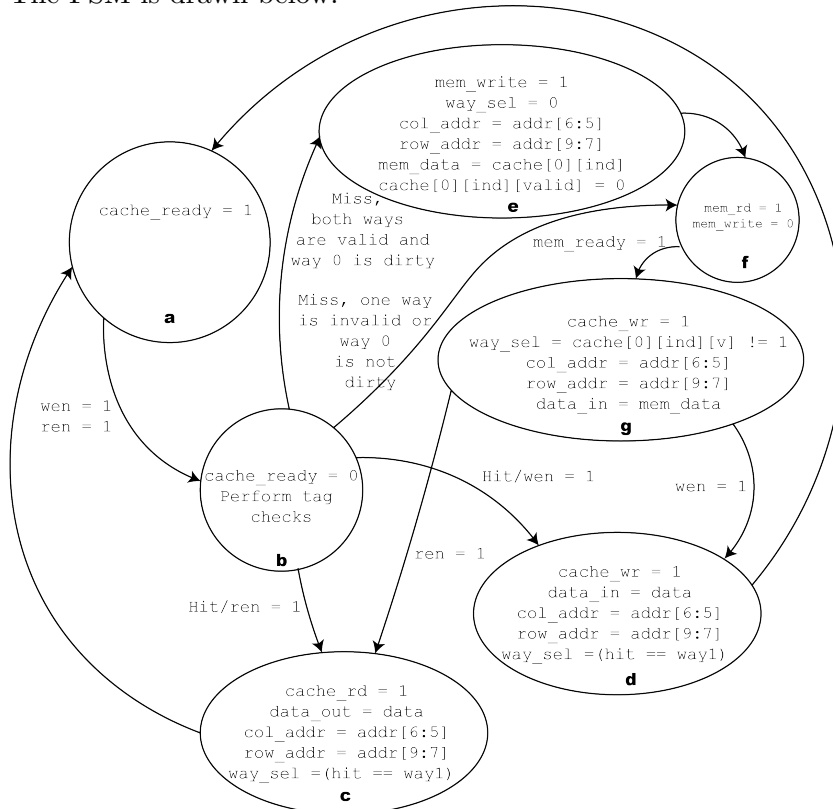 The FSM is drawn below.
mem_write = 1
way_sel = 0
col_addr = addr[6:5]
row_addr = addr[9:7]
mem_data = cache[0][ind]
cache[0][ind][valid] = 0
e
cache_ready = 1
a
Miss,
both ways
are valid and
way 0 is dirty
mem_rd = 1
mem_write = 0
f
mem_ready = 1
Miss, one way
is invalid or
way 0
is not
dirty
cache_wr = 1
way_sel = cache[0][ind][v] != 1
col_addr = addr[6:5]
row_addr = addr[9:7]
data_in = mem_data
g
wen = 1
ren = 1
cache_ready = 0
Perform tag
checks
b
Hit/wen = 1
wen = 1
ren = 1
Hit/ren = 1
cache_wr = 1
data_in = data
col_addr = addr[6:5]
row_addr = addr[9:7]
way_sel =(hit == way1)
d
cache_rd = 1
data_out = data
col_addr = addr[6:5]
row_addr = addr[9:7]
way_sel =(hit == way1)
c